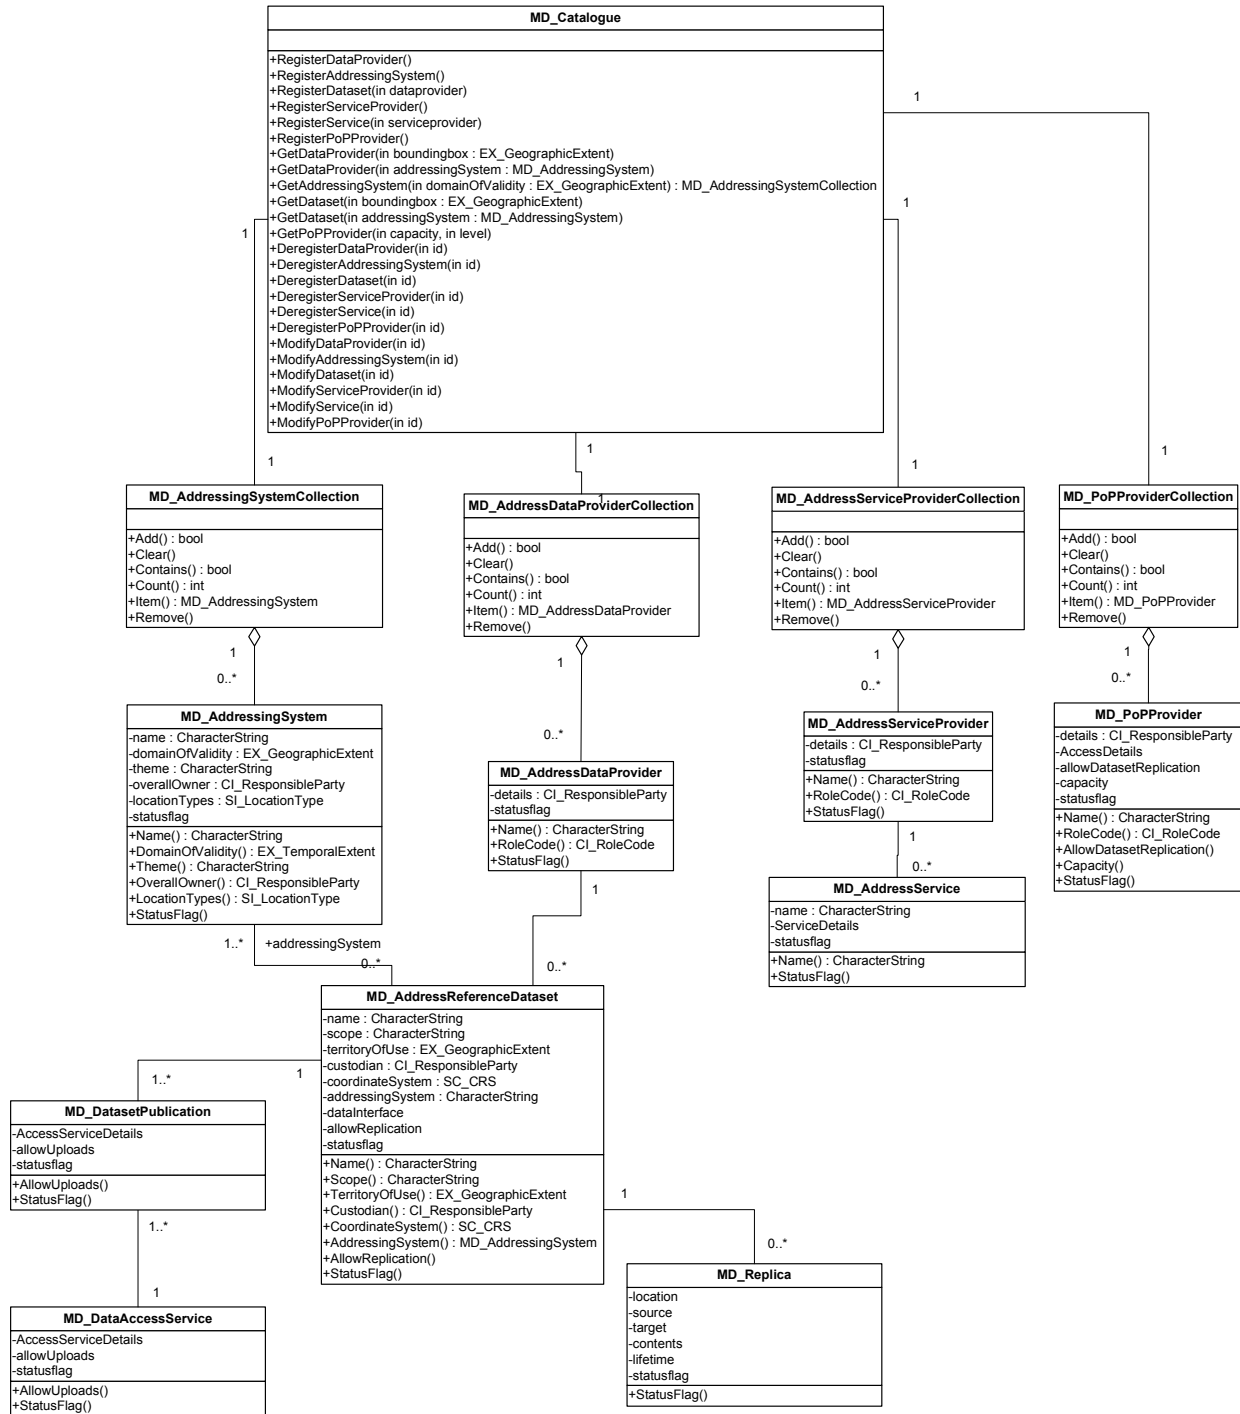 MD_Catalogue
+RegisterDataProvider()
+RegisterAddressingSystem()
+RegisterDataset(in dataprovider)
+RegisterServiceProvider()
+RegisterService(in serviceprovider)
+RegisterPoPProvider()
+GetDataProvider(in boundingbox : EX_GeographicExtent)
+GetDataProvider(in addressingSystem : MD_AddressingSystem)
+GetAddressingSystem(in domainOfValidity : EX_GeographicExtent) : MD_AddressingSystemCollection
+GetDataset(in boundingbox : EX_GeographicExtent)
+GetDataset(in addressingSystem : MD_AddressingSystem)
+GetPoPProvider(in capacity, in level)
+DeregisterDataProvider(in id)
+DeregisterAddressingSystem(in id)
+DeregisterDataset(in id)
+DeregisterServiceProvider(in id)
+DeregisterService(in id)
+DeregisterPoPProvider(in id)
+ModifyDataProvider(in id)
+ModifyAddressingSystem(in id)
+ModifyDataset(in id)
+ModifyServiceProvider(in id)
+ModifyService(in id)
+ModifyPoPProvider(in id)
1
1
1
1
1
1
1
1
MD_AddressingSystemCollection
+Add() : bool
+Clear()
+Contains() : bool
+Count() : int
+Item() : MD_AddressingSystem
+Remove()
1
0..*
MD_AddressDataProviderCollection
+Add() : bool
+Clear()
+Contains() : bool
+Count() : int
+Item() : MD_AddressDataProvider
+Remove()
1
0..*
MD_AddressServiceProviderCollection
+Add() : bool
+Clear()
+Contains() : bool
+Count() : int
+Item() : MD_AddressServiceProvider
+Remove()
1
0..*
MD_PoPProviderCollection
+Add() : bool
+Clear()
+Contains() : bool
+Count() : int
+Item() : MD_PoPProvider
+Remove()
1
0..*
MD_AddressingSystem
-name : CharacterString
-domainOfValidity : EX_GeographicExtent
-theme : CharacterString
-overallOwner : CI_ResponsibleParty
-locationTypes : SI_LocationType
-statusflag
+Name() : CharacterString
+DomainOfValidity() : EX_TemporalExtent
+Theme() : CharacterString
+OverallOwner() : CI_ResponsibleParty
+LocationTypes() : SI_LocationType
+StatusFlag()
1..*
+addressingSystem
0..*
MD_AddressDataProvider
-details : CI_ResponsibleParty
-statusflag
+Name() : CharacterString
+RoleCode() : CI_RoleCode
+StatusFlag()
1
0..*
MD_AddressServiceProvider
-details : CI_ResponsibleParty
-statusflag
+Name() : CharacterString
+RoleCode() : CI_RoleCode
+StatusFlag()
1
0..*
MD_PoPProvider
-details : CI_ResponsibleParty
-AccessDetails
-allowDatasetReplication
-capacity
-statusflag
+Name() : CharacterString
+RoleCode() : CI_RoleCode
+AllowDatasetReplication()
+Capacity()
+StatusFlag()
MD_AddressService
-name : CharacterString
-ServiceDetails
-statusflag
+Name() : CharacterString
+StatusFlag()
MD_AddressReferenceDataset
-name : CharacterString
-scope : CharacterString
-territoryOfUse : EX_GeographicExtent
-custodian : CI_ResponsibleParty
-coordinateSystem : SC_CRS
-addressingSystem : CharacterString
-dataInterface
-allowReplication
-statusflag
+Name() : CharacterString
+Scope() : CharacterString
+TerritoryOfUse() : EX_GeographicExtent
+Custodian() : CI_ResponsibleParty
+CoordinateSystem() : SC_CRS
+AddressingSystem() : MD_AddressingSystem
+AllowReplication()
+StatusFlag()
1
1..*
MD_DatasetPublication
-AccessServiceDetails
-allowUploads
-statusflag
+AllowUploads()
+StatusFlag()
1..*
1
MD_DataAccessService
-AccessServiceDetails
-allowUploads
-statusflag
+AllowUploads()
+StatusFlag()
1
0..*
MD_Replica
-location
-source
-target
-contents
-lifetime
-statusflag
+StatusFlag()